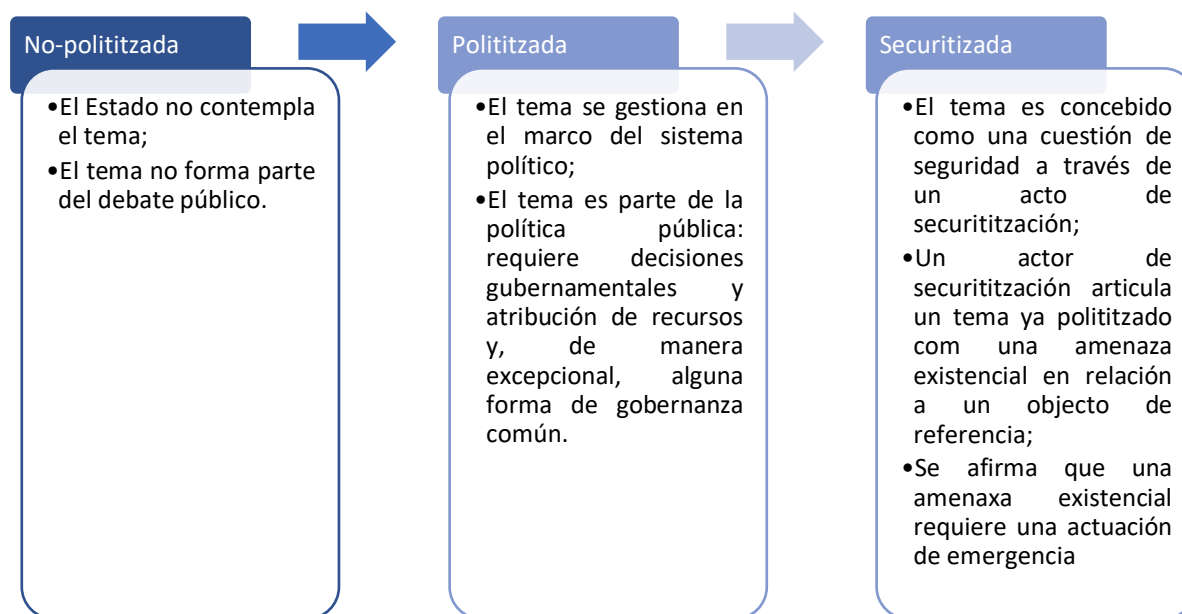 No-polititzada
•El Estado no contempla
el tema;
•El tema no forma parte
del debate público.
Polititzada
•El tema se gestiona en
el marco del sistema
político;
•El tema es parte de la
política pública:
requiere decisiones
gubernamentales y
atribución de recursos
y, de manera
excepcional, alguna
forma de gobernanza
común.
Securitizada
•El tema es concebido
como una cuestión de
seguridad a través de
un acto de
securititzación;
•Un actor de
securititzación articula
un tema ya polititzado
com una amenaza
existencial en relación
a un objecto de
referencia;
•Se afirma que una
amenaxa existencial
requiere una actuación
de emergencia